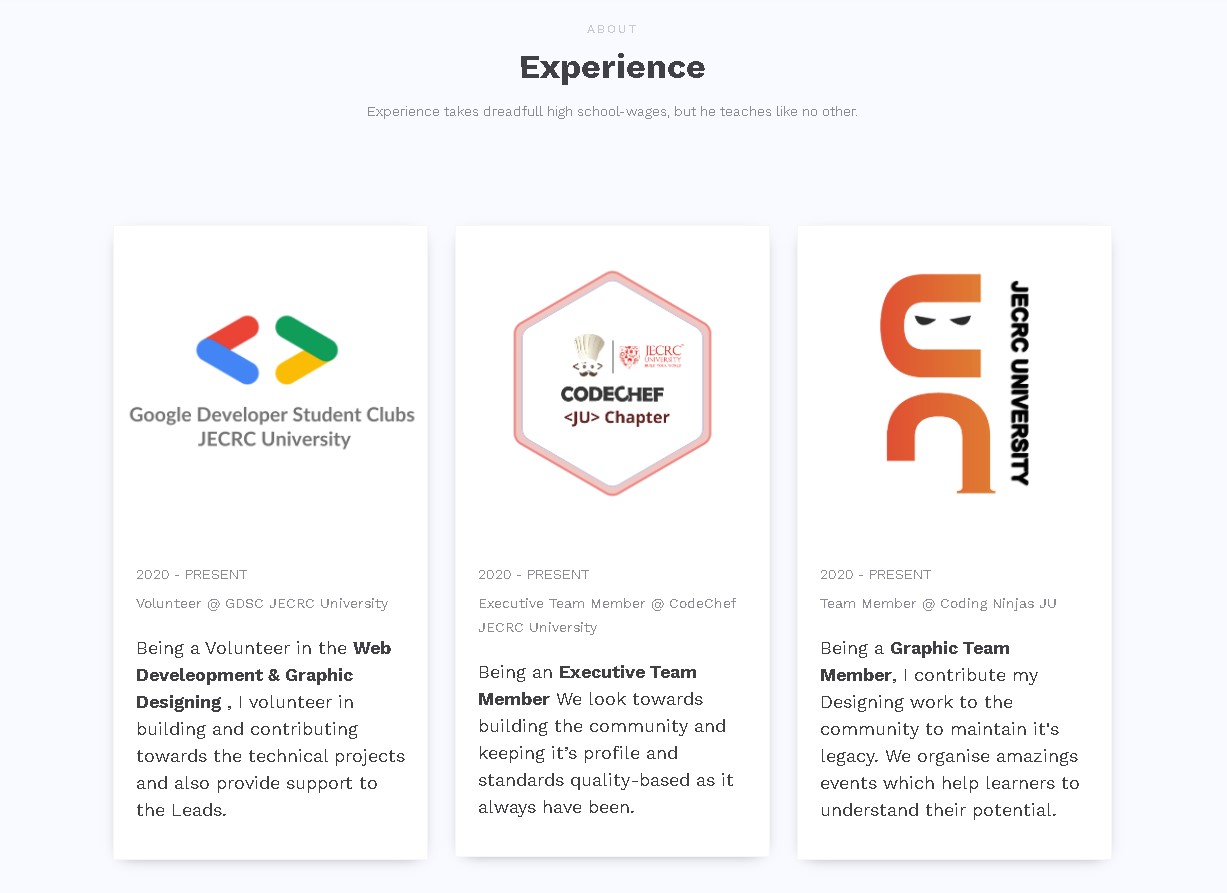 ABOUT
Experience
Experience takes dreadfull high school-wages, but he teaches like no other.
Google Developer Student Clubs
JECRC University
2020 - PRESENT
Volunteer @ GDSC JECRC University
Being a Volunteer in the Web
Develeopment & Graphic
Designing , I volunteer in
building and contributing
towards the technical projects
and also provide support to
the Leads.
JECRC
UNIVERSITY
BUILD YOUR WORLD
CODECHEF
<JU> Chapter
2020 - PRESENT
Executive Team Member @ CodeChef
JECRC University
Being an Executive Team
Member We look towards
building the community and
keeping it’s profile and
standards quality-based as it
always have been.
JECRC UNIVERSITY
2020 - PRESENT
Team Member @ Coding Ninjas JU
Being a Graphic Team
Member, I contribute my
Designing work to the
community to maintain it's
legacy. We organise amazings
events which help learners to
understand their potential.